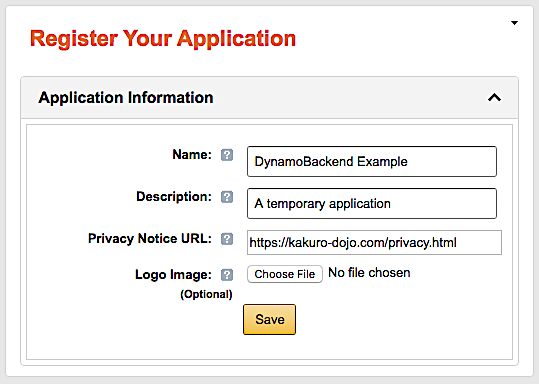 Register Your Application
Application Information
Name: ? DynamoBackend Example
Description: ? A temporary application
Privacy Notice URL: ? https://kakuro-dojo.com/privacy.html
Logo Image: ? Choose File No file chosen
(Optional)
Save